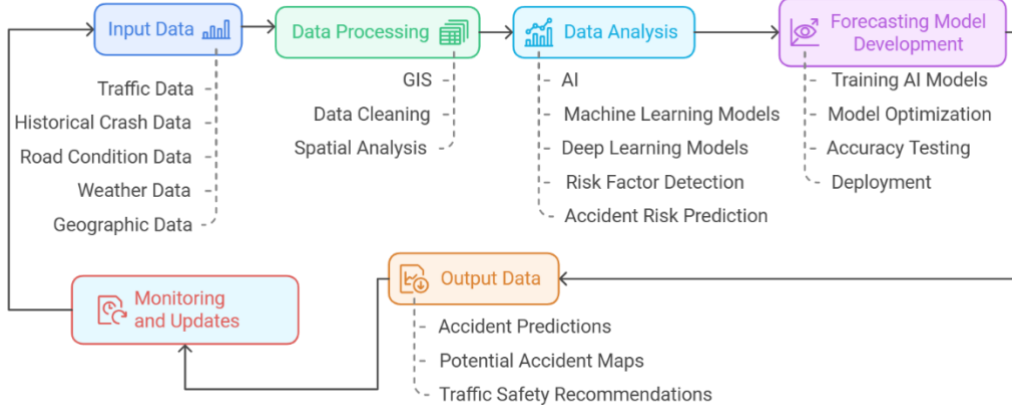 Input Data
Traffic Data
Historical Crash Data
Road Condition Data
Weather Data
Geographic Data
Data Processing
GIS
Data Cleaning
Spatial Analysis
Data Analysis
AI
Machine Learning Models
Deep Learning Models
Risk Factor Detection
Accident Risk Prediction
Forecasting Model
Development
Training AI Models
Model Optimization
Accuracy Testing
Deployment
Output Data
Accident Predictions
Potential Accident Maps
Traffic Safety Recommendations
Monitoring
and Updates